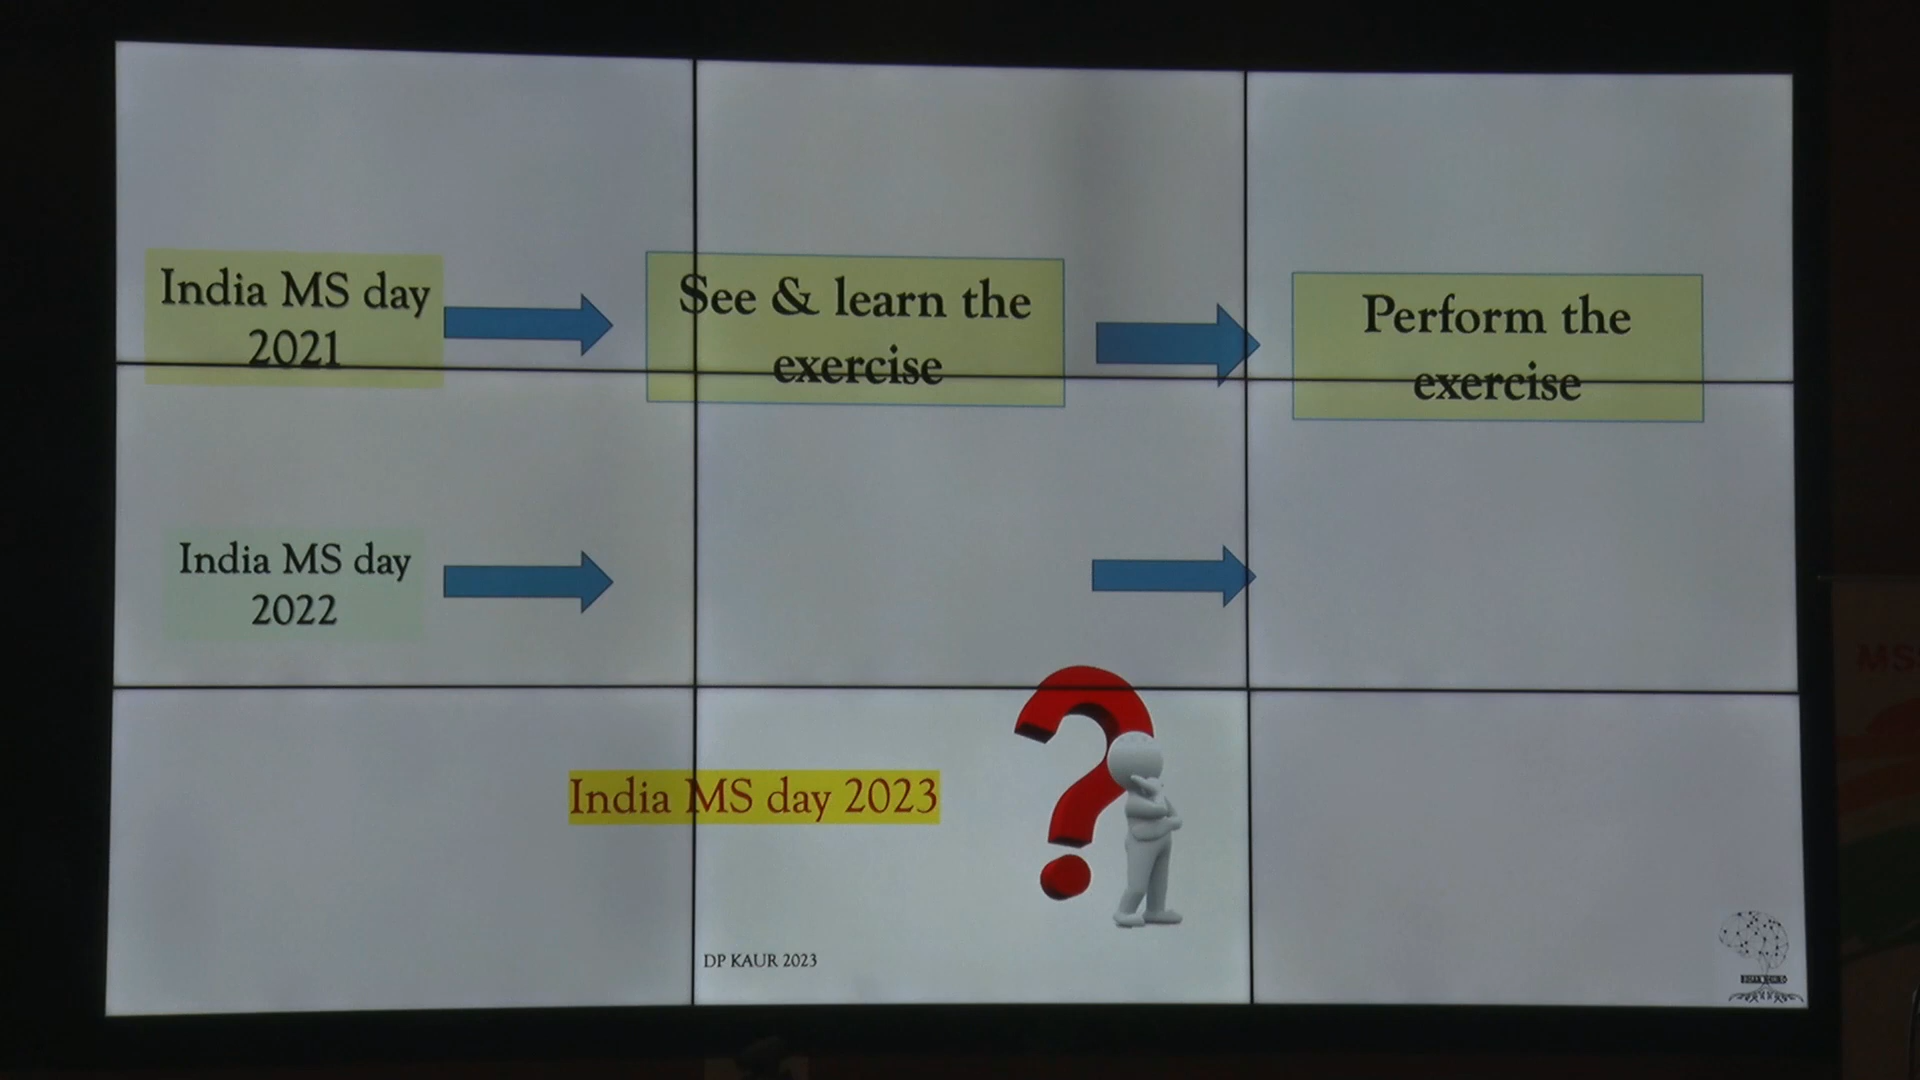 India MS day
2021
See & learn the
exercise
Perform the
exercise
India MS day
2022
India MS day 2023
DP KAUR 2023
MS